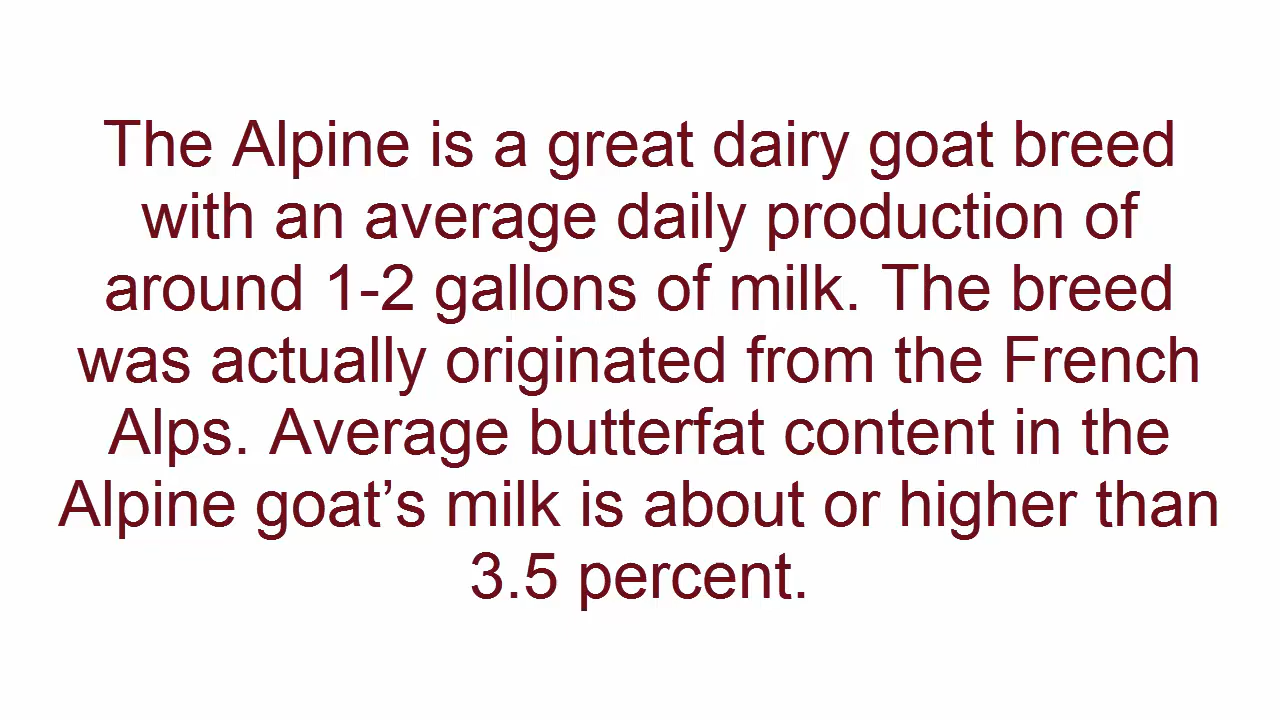 The Alpine is a great dairy goat breed
with an average daily production of
around 1-2 gallons of milk. The breed
was actually originated from the French
Alps. Average butterfat content in the
Alpine goat’s milk is about or higher than
3.5 percent.